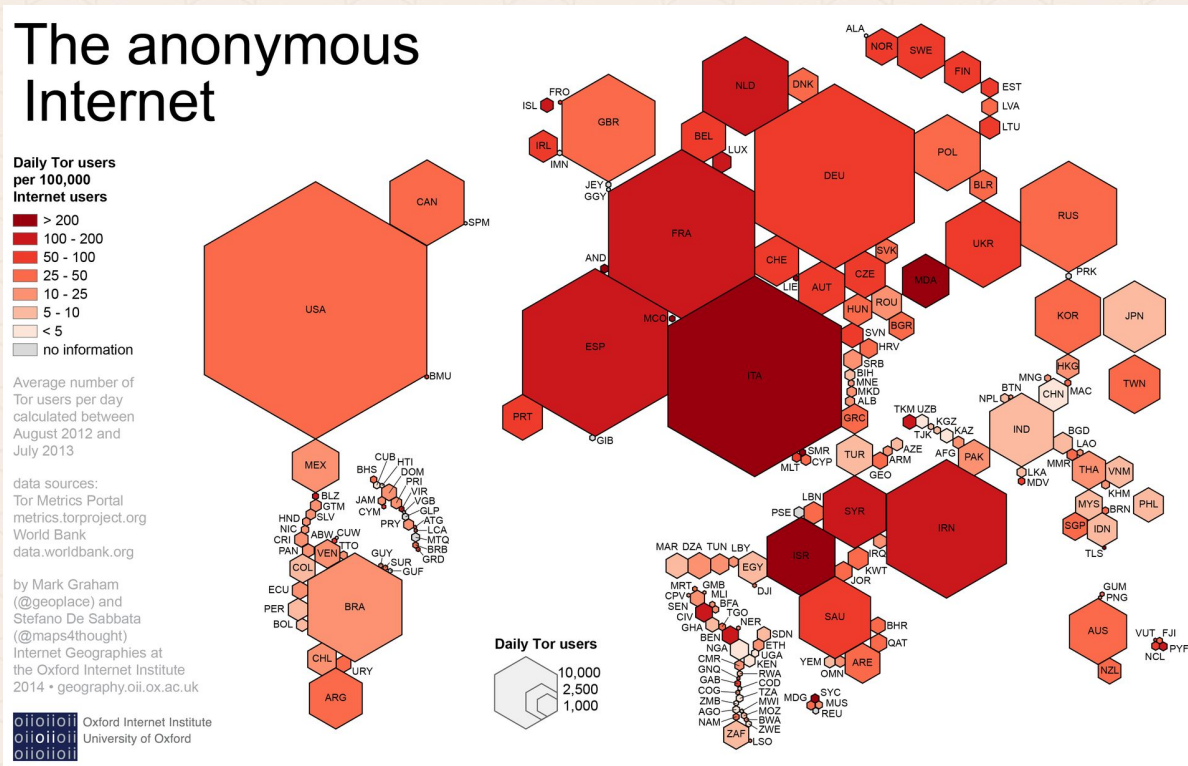 The anonymous
Internet
Daily Tor users
per 100,000
Internet users
> 200
100 - 200
50 - 100
25 - 50
10 - 25
5 - 10
< 5
no information
Average number of
Tor users per day
calculated between
August 2012 and
July 2013
data sources:
Tor Metrics Portal
metrics.torproject.org
World Bank
data.worldbank.org
by Mark Graham
(@geoplace) and
Stefano De Sabbata
(@maps4thought)
Internet Geographies at
the Oxford Internet Institute
2014 • geography.oii.ox.ac.uk
oiioiioii
oiioiioii
oiioiioii
Oxford Internet Institute
University of Oxford
CAN
SPM
USA
BMU
MEX
BLZ
GTM
SLV
HND
NIC
CRI
PAN
ABW
CUW
VEN
TTO
COL
GUY
SUR
GUF
ECU
PER
BOL
BRA
CHL
URY
ARG
CUB
BHS
HTI
DOM
PRI
JAM
CYM
VIR
VGB
GLP
PRY
ATG
LCA
MTQ
BRB
GRD
ISL
FRO
GBR
IRL
IMN
JEY
GGY
NLD
DNK
BEL
LUX
DEU
FRA
AND
MCO
ESP
PRT
GIB
ITA
CHE
LIE
AUT
CZE
SVK
HUN
ROU
BGR
MDA
SVN
HRV
SRB
BIH
MNE
MKD
ALB
GRC
SMR
MLT
CYP
ALA
NOR
SWE
FIN
EST
LVA
LTU
POL
BLR
UKR
RUS
PRK
KOR
JPN
HKG
MNG
MAC
CHN
TWN
BTN
NPL
IND
LKA
MDV
BGD
LAO
MMR
THA
VNM
KHM
MYS
BRN
PHL
SGP
IDN
TLS
TKM
UZB
KGZ
TJK
KAZ
AFG
PAK
TUR
AZE
ARM
GEO
LBN
PSE
SYR
IRN
ISR
IRQ
KWT
JOR
SAU
BHR
QAT
YEM
OMN
ARE
MAR
DZA
TUN
LBY
EGY
DJI
MRT
GMB
CPV
MLI
SEN
BFA
CIV
TGO
GHA
NER
BEN
SDN
NGA
ETH
UGA
CMR
KEN
GNQ
RWA
GAB
COD
COG
TZA
ZMB
MWI
AGO
MOZ
NAM
BWA
ZWE
ZAF
LSO
MDG
SYC
MUS
REU
GUM
PNG
AUS
NZL
VUT
FJI
PYF
NCL
Daily Tor users
10,000
2,500
1,000